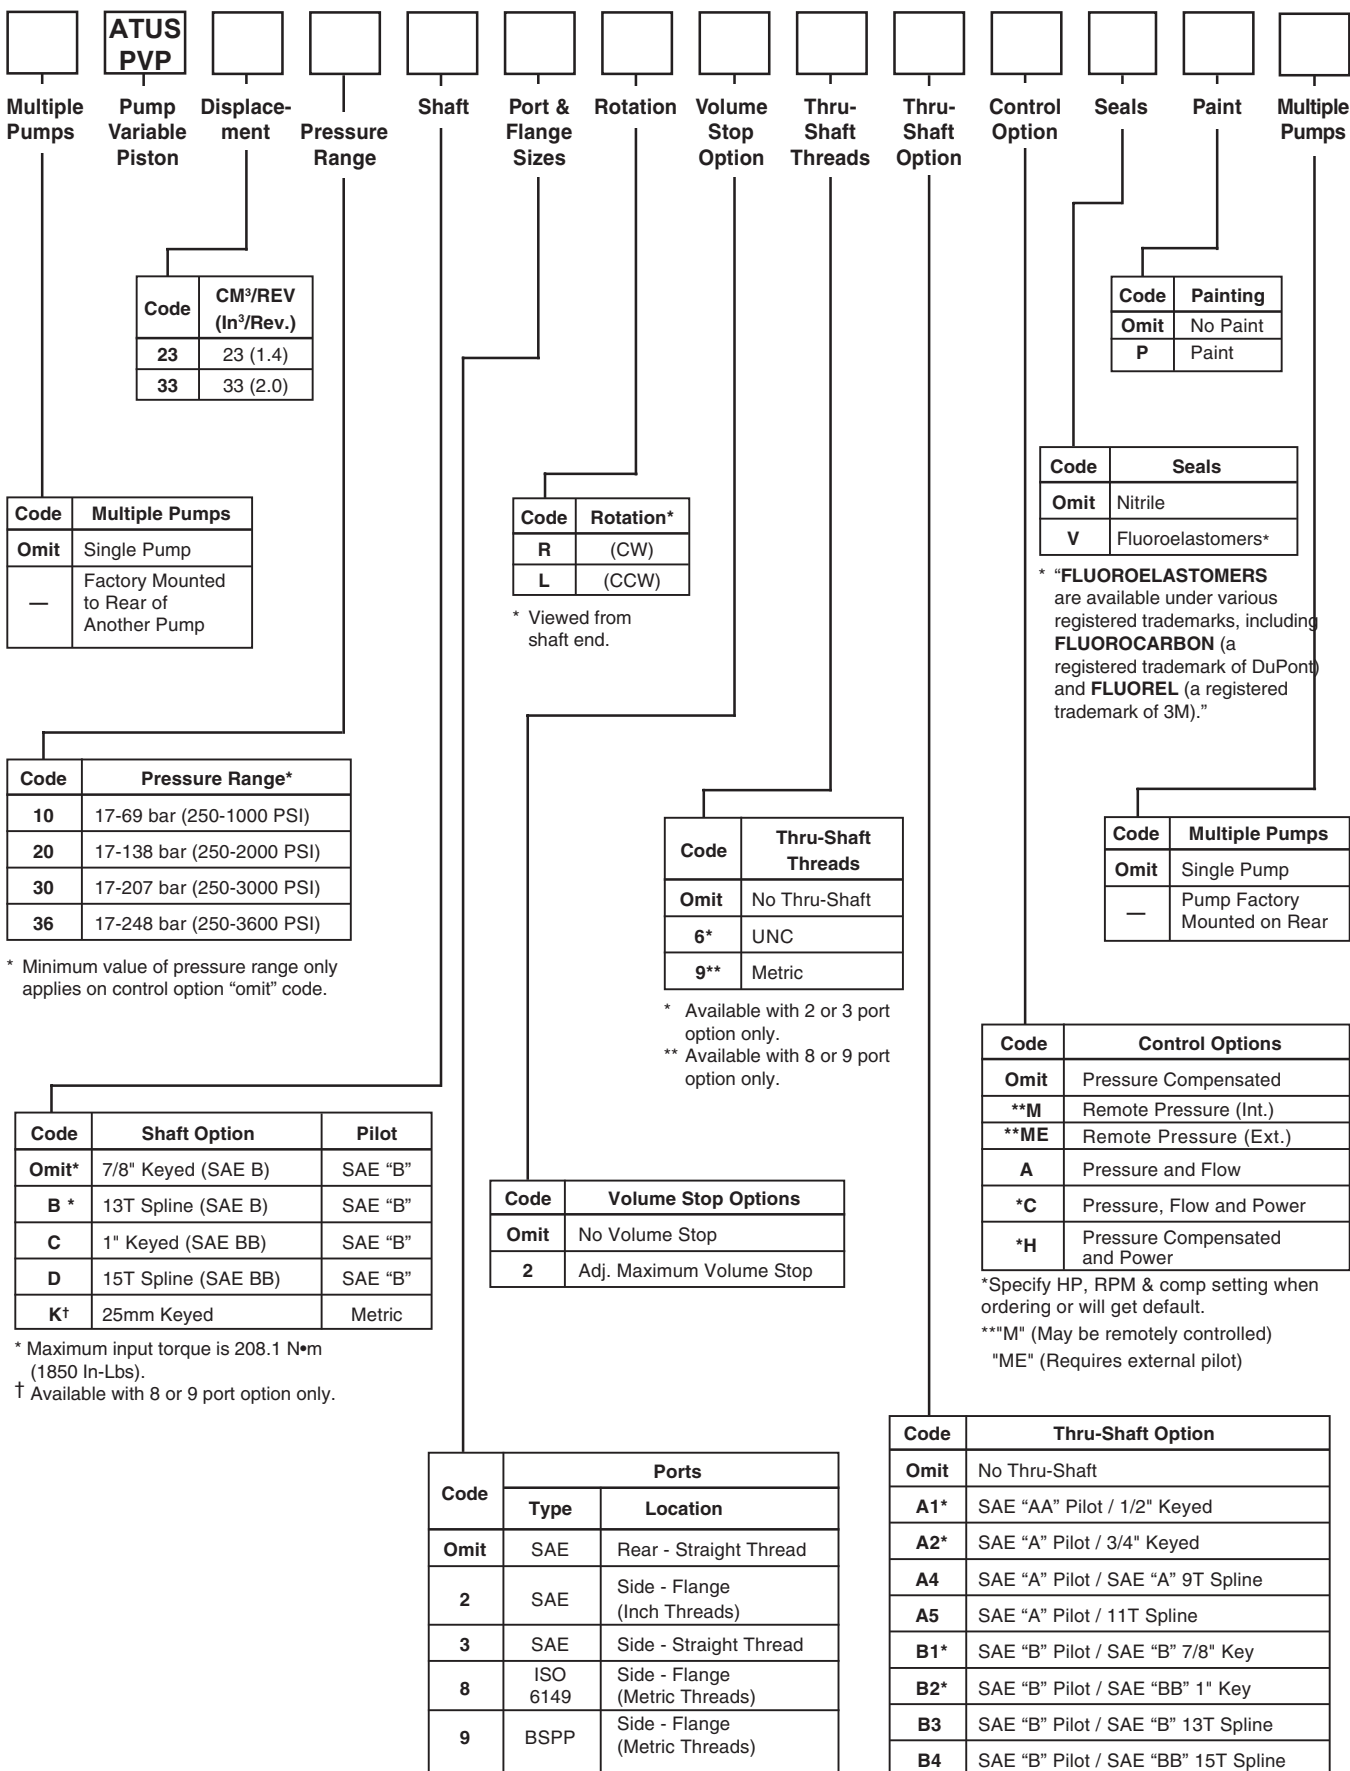 ATUS
PVP
Multiple
Pumps
Pump
Variable
Piston
Displace-
ment
Pressure
Range
Shaft
Port &
Flange
Sizes
Rotation
Volume
Stop
Option
Thru-
Shaft
Threads
Thru-
Shaft
Option
Control
Option
Seals
Paint
Multiple
Pumps
Code CM³/REV
(In³/Rev.)
23 23 (1.4)
33 33 (2.0)
Code Painting
Omit No Paint
P Paint
Code Multiple Pumps
Omit Single Pump
— Factory Mounted
to Rear of
Another Pump
Code Rotation*
R (CW)
L (CCW)
* Viewed from
shaft end.
Code Seals
Omit Nitrile
V Fluoroelastomers*
* “FLUOROELASTOMERS
are available under various
registered trademarks, including
FLUOROCARBON (a
registered trademark of DuPont)
and FLUOREL (a registered
trademark of 3M).”
Code Pressure Range*
10 17-69 bar (250-1000 PSI)
20 17-138 bar (250-2000 PSI)
30 17-207 bar (250-3000 PSI)
36 17-248 bar (250-3600 PSI)
* Minimum value of pressure range only
applies on control option “omit” code.
Code Thru-Shaft
Threads
Omit No Thru-Shaft
6* UNC
9** Metric
* Available with 2 or 3 port
option only.
** Available with 8 or 9 port
option only.
Code Multiple Pumps
Omit Single Pump
— Pump Factory
Mounted on Rear
Code Shaft Option Pilot
Omit* 7/8" Keyed (SAE B) SAE “B”
B * 13T Spline (SAE B) SAE “B”
C 1" Keyed (SAE BB) SAE “B”
D 15T Spline (SAE BB) SAE “B”
K† 25mm Keyed Metric
* Maximum input torque is 208.1 N•m
(1850 In-Lbs).
† Available with 8 or 9 port option only.
Code Volume Stop Options
Omit No Volume Stop
2 Adj. Maximum Volume Stop
Code Control Options
Omit Pressure Compensated
**M Remote Pressure (Int.)
**ME Remote Pressure (Ext.)
A Pressure and Flow
*C Pressure, Flow and Power
*H Pressure Compensated
and Power
*Specify HP, RPM & comp setting when
ordering or will get default.
**"M" (May be remotely controlled)
"ME" (Requires external pilot)
Code Ports
Type Location
Omit SAE Rear - Straight Thread
2 SAE Side - Flange
(Inch Threads)
3 SAE Side - Straight Thread
8 ISO
6149 Side - Flange
(Metric Threads)
9 BSPP Side - Flange
(Metric Threads)
Code Thru-Shaft Option
Omit No Thru-Shaft
A1* SAE “AA” Pilot / 1/2" Keyed
A2* SAE “A” Pilot / 3/4" Keyed
A4 SAE “A” Pilot / SAE “A” 9T Spline
A5 SAE “A” Pilot / 11T Spline
B1* SAE “B” Pilot / SAE “B” 7/8" Key
B2* SAE “B” Pilot / SAE “BB” 1" Key
B3 SAE “B” Pilot / SAE “B” 13T Spline
B4 SAE “B” Pilot / SAE “BB” 15T Spline